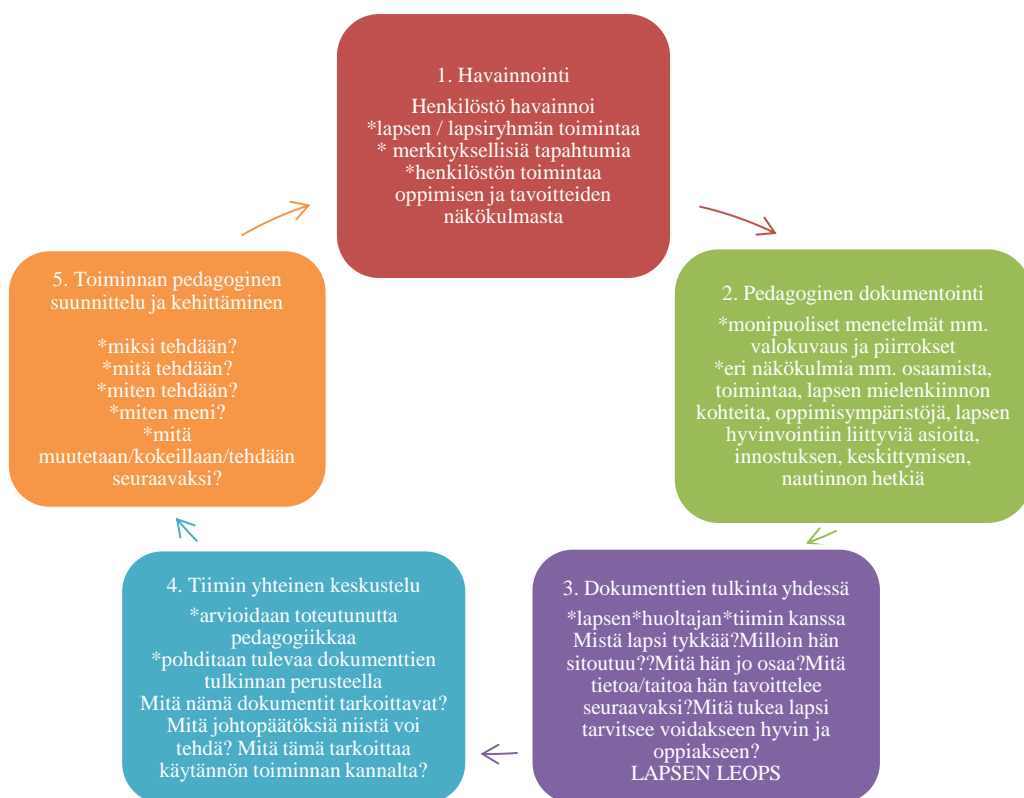 1. Havainnointi
Henkilöstö havainnoi
*lapsen / lapsiryhmän toimintaa
* merkityksellisiä tapahtumia
*henkilöstön toimintaa
oppimisen ja tavoitteiden
näkökulmasta
2. Pedagoginen dokumentointi
*monipuoliset menetelmät mm.
valokuvaus ja piirrokset
*eri näkökulmia mm. osaamista,
toimintaa, lapsen mielenkiinnon
kohteita, oppimisympäristöjä, lapsen
hyvinvointiin liittyviä asioita,
innostuksen, keskittymisen,
nautinnon hetkiä
3. Dokumenttien tulkinta yhdessä
*lapsen*huoltajan*tiimin kanssa
Mistä lapsi tykkää?Milloin hän
sitoutuu??Mitä hän jo osaa?Mitä
tietoa/taitoa hän tavoittelee
seuraavaksi?Mitä tukea lapsi
tarvitsee voidakseen hyvin ja
oppiakseen?
LAPSEN LEOPS
4. Tiimin yhteinen keskustelu
*arvioidaan toteutunutta
pedagogiikkaa
*pohditaan tulevaa dokumenttien
tulkinnan perusteella
Mitä nämä dokumentit tarkoittavat?
Mitä johtopäätöksiä niistä voi
tehdä? Mitä tämä tarkoittaa
käytännön toiminnan kannalta?
5. Toiminnan pedagoginen
suunnittelu ja kehittäminen
*miksi tehdään?
*mitä tehdään?
*miten tehdään?
*miten meni?
*mitä
muutetaan/kokeillaan/tehdään
seuraavaksi?